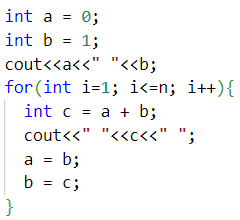 int a = 0;
int b = 1;
cout<<a<<" "<<b;
for(int i=1; i<=n; i++){
int c = a + b;
cout<<" "<<c<<" ";
a = b;
b = c;
}